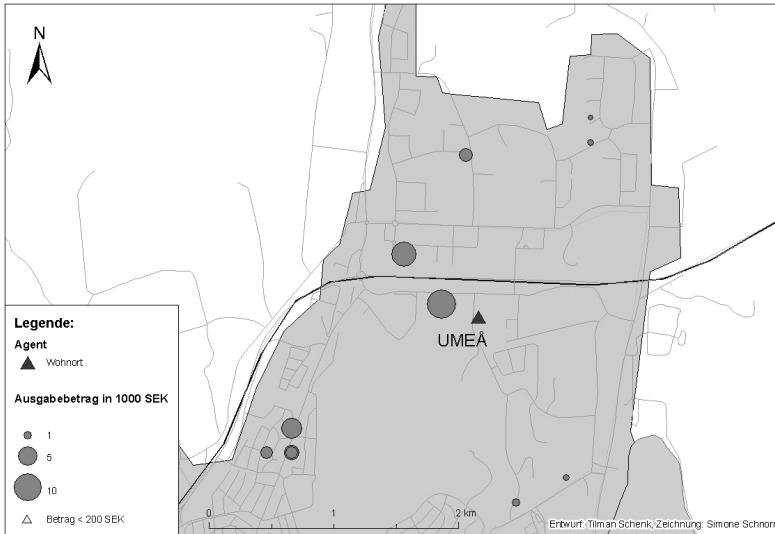 N
UMEÅ
Legende:
Agent
Wohnort
Ausgabebetrag in 1000 SEK
1
5
10
Betrag < 200 SEK
0 1 2 km
Entwurf: Tilman Schenk, Zeichnung: Simone Schnorr